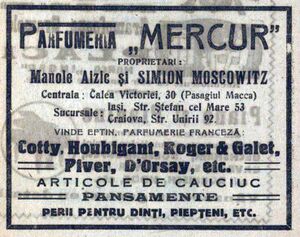 PARFUMERIA „MERCUR"
PROPRIETARI :
Manole Aizie și SIMION MOSCOWITZ
Centrala : Calea Victoriei, 30 (Pasagiul Macca)
Sucursale : Iași, Str. Ștefan cel Mare 53
Craiova, Str. Unirii 92.
VINDE EFTIN, PARFUMERIE FRANCEZĂ :
Cotty, Houbigant, Roger & Galet,
Piver, D'Orsay, etc.
ARTICOLE DE CAUCIUC
PANSAMENTE
PERII PENTRU DINȚI, PIEPTENI, ETC.